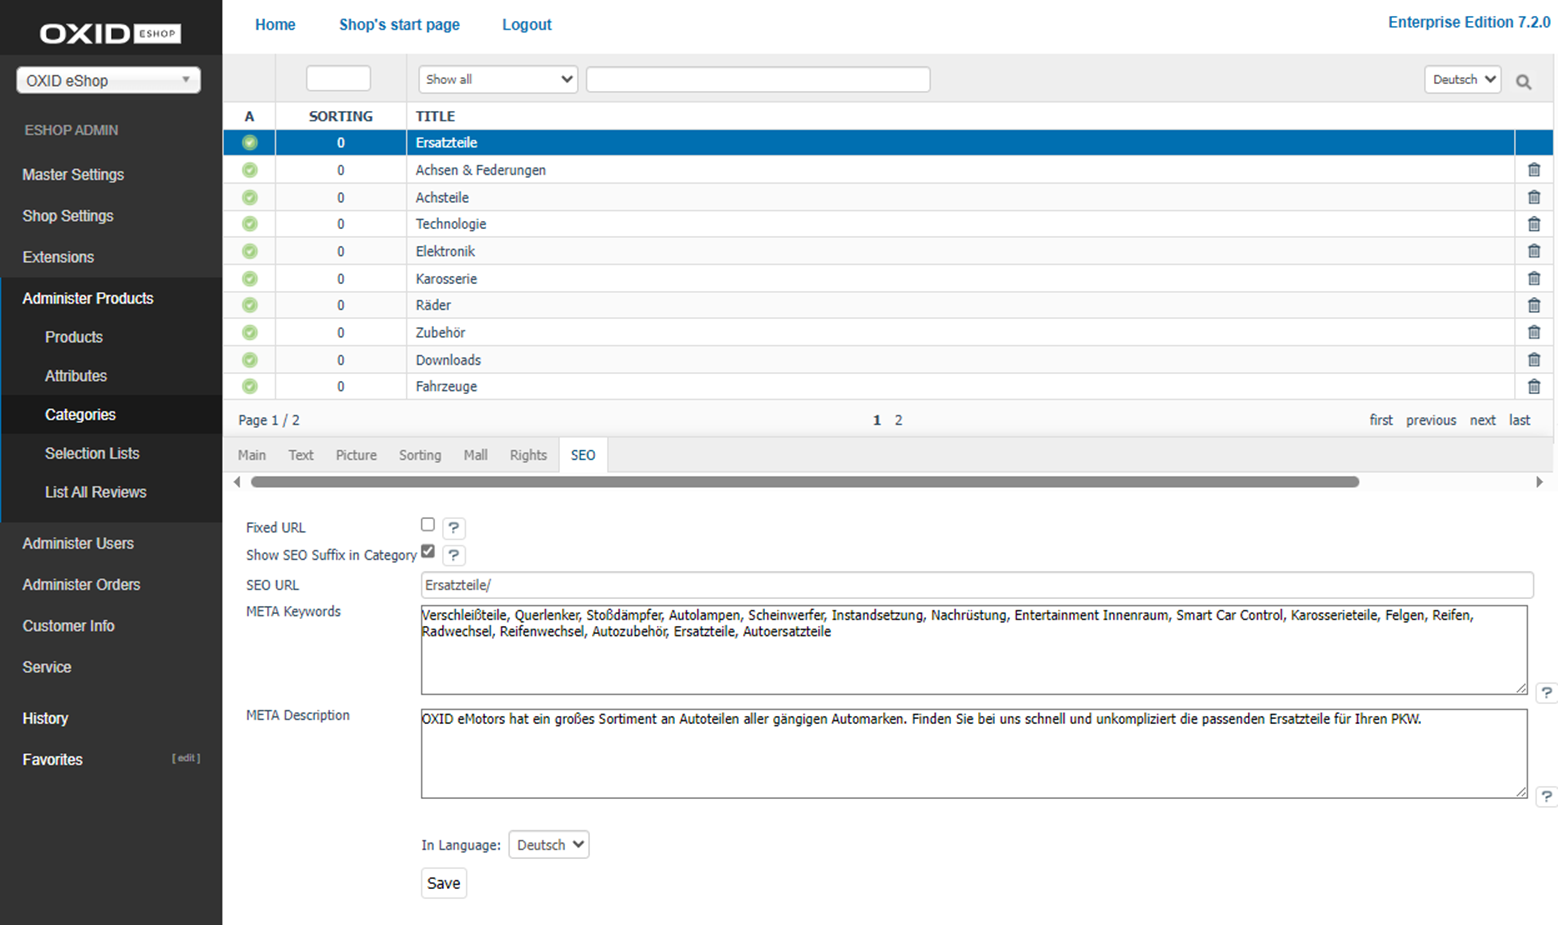 OXID ESHOP
OXID eShop
ESHOP ADMIN
Master Settings
Shop Settings
Extensions
Administer Products
Products
Attributes
Categories
Selection Lists
List All Reviews
Administer Users
Administer Orders
Customer Info
Service
History
Favorites [ edit ]
Home Shop's start page Logout Enterprise Edition 7.2.0
Show all Deutsch
A SORTING TITLE
0 Ersatzteile
0 Achsen & Federungen
0 Achsteile
0 Technologie
0 Elektronik
0 Karosserie
0 Räder
0 Zubehör
0 Downloads
0 Fahrzeuge
Page 1 / 2 1 2 first previous next last
Main Text Picture Sorting Mall Rights SEO
Fixed URL ?
Show SEO Suffix in Category ?
SEO URL Ersatzteile/
META Keywords Verschleißteile, Querlenker, Stoßdämpfer, Autolampen, Scheinwerfer, Instandsetzung, Nachrüstung, Entertainment Innenraum, Smart Car Control, Karosserieteile, Felgen, Reifen,
Radwechsel, Reifenwechsel, Autozubehör, Ersatzteile, Autoersatzteile
?
META Description OXID eMotors hat ein großes Sortiment an Autoteilen aller gängigen Automarken. Finden Sie bei uns schnell und unkompliziert die passenden Ersatzteile für Ihren PKW.
?
In Language: Deutsch
Save